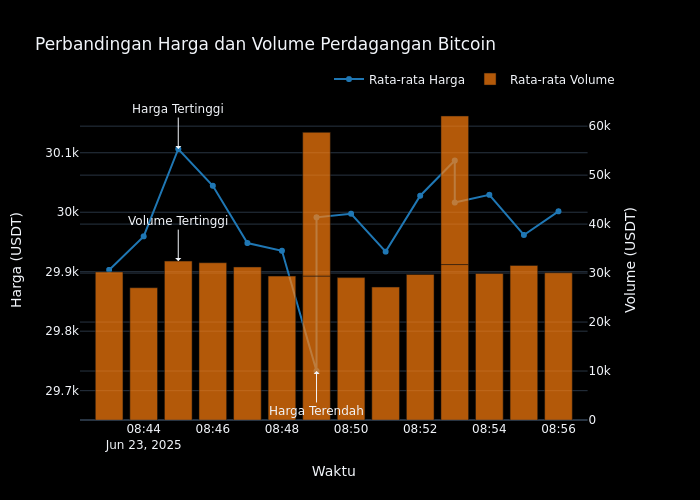 Perbandingan Harga dan Volume Perdagangan Bitcoin
Rata-rata Harga
Rata-rata Volume
Harga Tertinggi
Volume Tertinggi
Harga Terendah
30.1k
30k
29.9k
29.8k
29.7k
Harga (USDT)
60k
50k
40k
30k
20k
10k
0
Volume (USDT)
08:44
08:46
08:48
08:50
08:52
08:54
08:56
Jun 23, 2025
Waktu